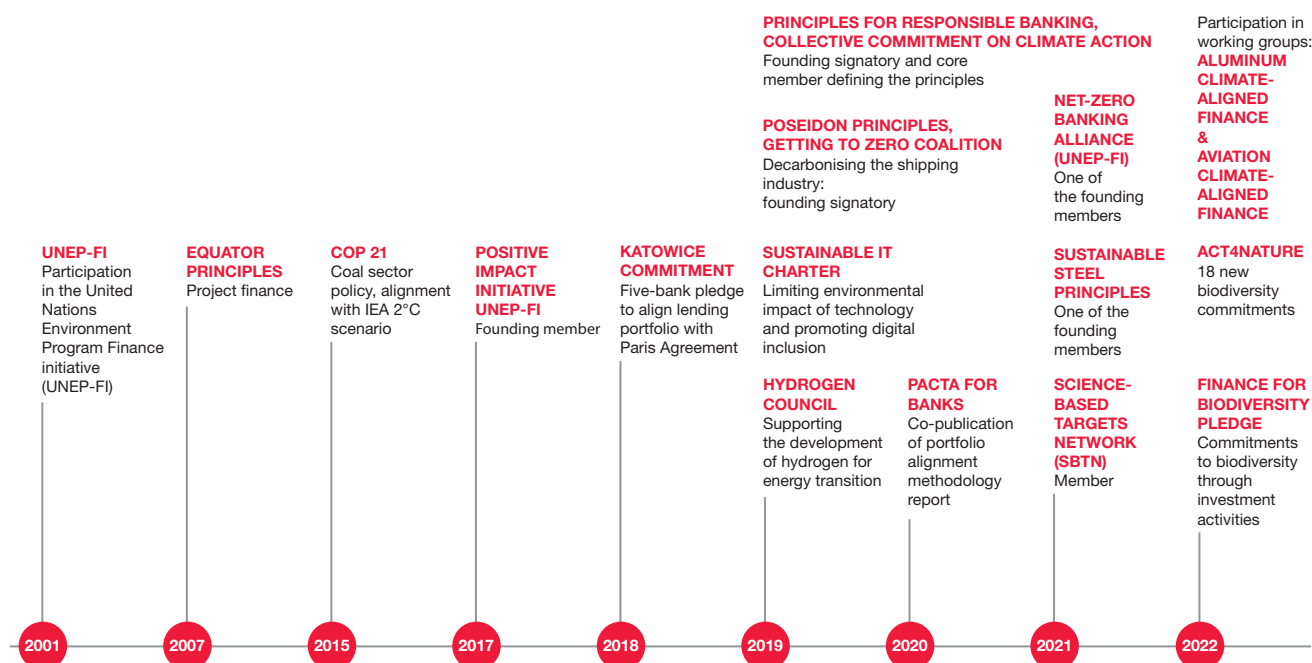 PRINCIPLES FOR RESPONSIBLE BANKING,
COLLECTIVE COMMITMENT ON CLIMATE ACTION
Founding signatory and core
member defining the principles
POSEIDON PRINCIPLES,
GETTING TO ZERO COALITION
Decarbonising the shipping
industry:
founding signatory
NET-ZERO
BANKING
ALLIANCE
(UNEP-FI)
One of
the founding
members
Participation in
working groups:
ALUMINUM
CLIMATE-
ALIGNED
FINANCE
&
AVIATION
CLIMATE-
ALIGNED
FINANCE
UNEP-FI
Participation
in the United
Nations
Environment
Program Finance
initiative
(UNEP-FI)
EQUATOR
PRINCIPLES
Project finance
COP 21
Coal sector
policy, alignment
with IEA 2°C
scenario
POSITIVE
IMPACT
INITIATIVE
UNEP-FI
Founding member
KATOWICE
COMMITMENT
Five-bank pledge
to align lending
portfolio with
Paris Agreement
SUSTAINABLE IT
CHARTER
Limiting environmental
impact of technology
and promoting digital
inclusion
SUSTAINABLE
STEEL
PRINCIPLES
One of the
founding
members
ACT4NATURE
18 new
biodiversity
commitments
HYDROGEN
COUNCIL
Supporting
the development
of hydrogen for
energy transition
PACTA FOR
BANKS
Co-publication
of portfolio
alignment
methodology
report
SCIENCE-
BASED
TARGETS
NETWORK
(SBTN)
Member
FINANCE FOR
BIODIVERSITY
PLEDGE
Commitments
to biodiversity
through
investment
activities
2001
2007
2015
2017
2018
2019
2020
2021
2022